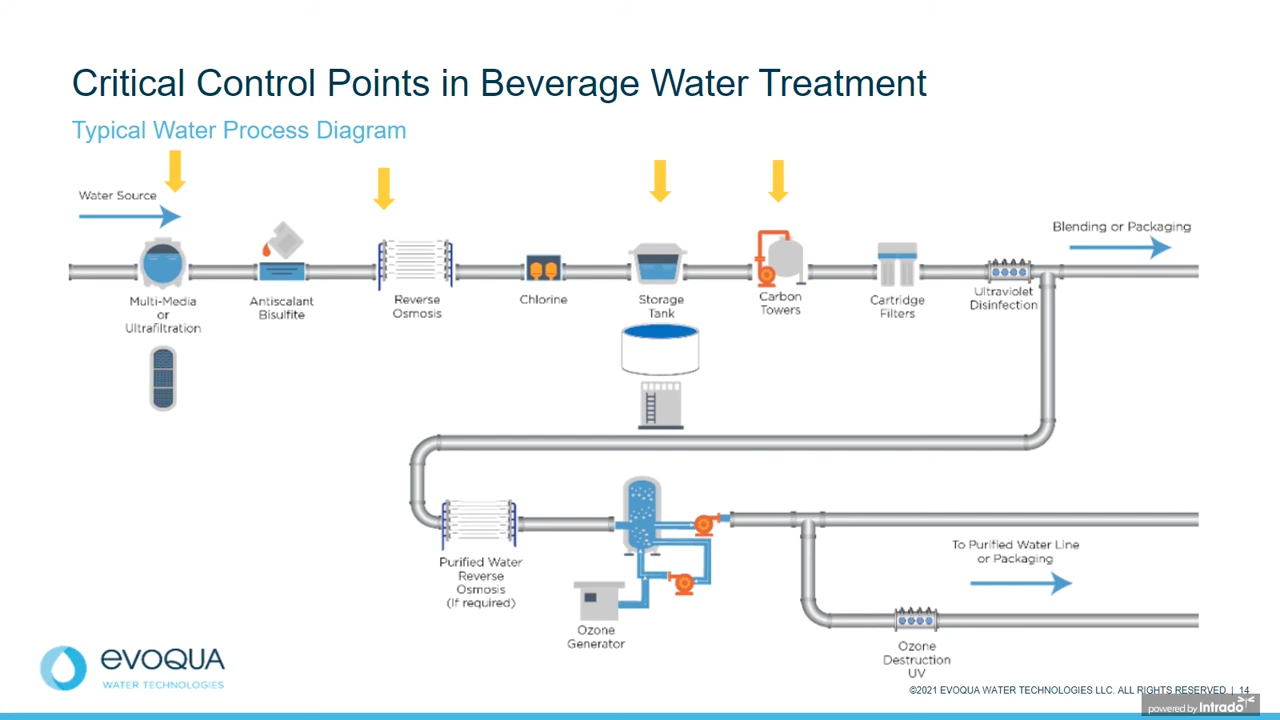 Critical Control Points in Beverage Water Treatment
Typical Water Process Diagram
Water Source
Blending or Packaging
Multi-Media
or
Ultrafiltration
Antiscalant
Bisulfite
Reverse
Osmosis
Chlorine
Storage
Tank
Carbon
Towers
Cartridge
Filters
Ultraviolet
Disinfection
Purified Water
Reverse
Osmosis
(If required)
Ozone
Generator
To Purified Water Line
or Packaging
Ozone
Destruction
UV
evoqua
WATER TECHNOLOGIES
©2021 EVOQUA WATER TECHNOLOGIES LLC. ALL RIGHTS RESERVED. | 14
powered by Intrado